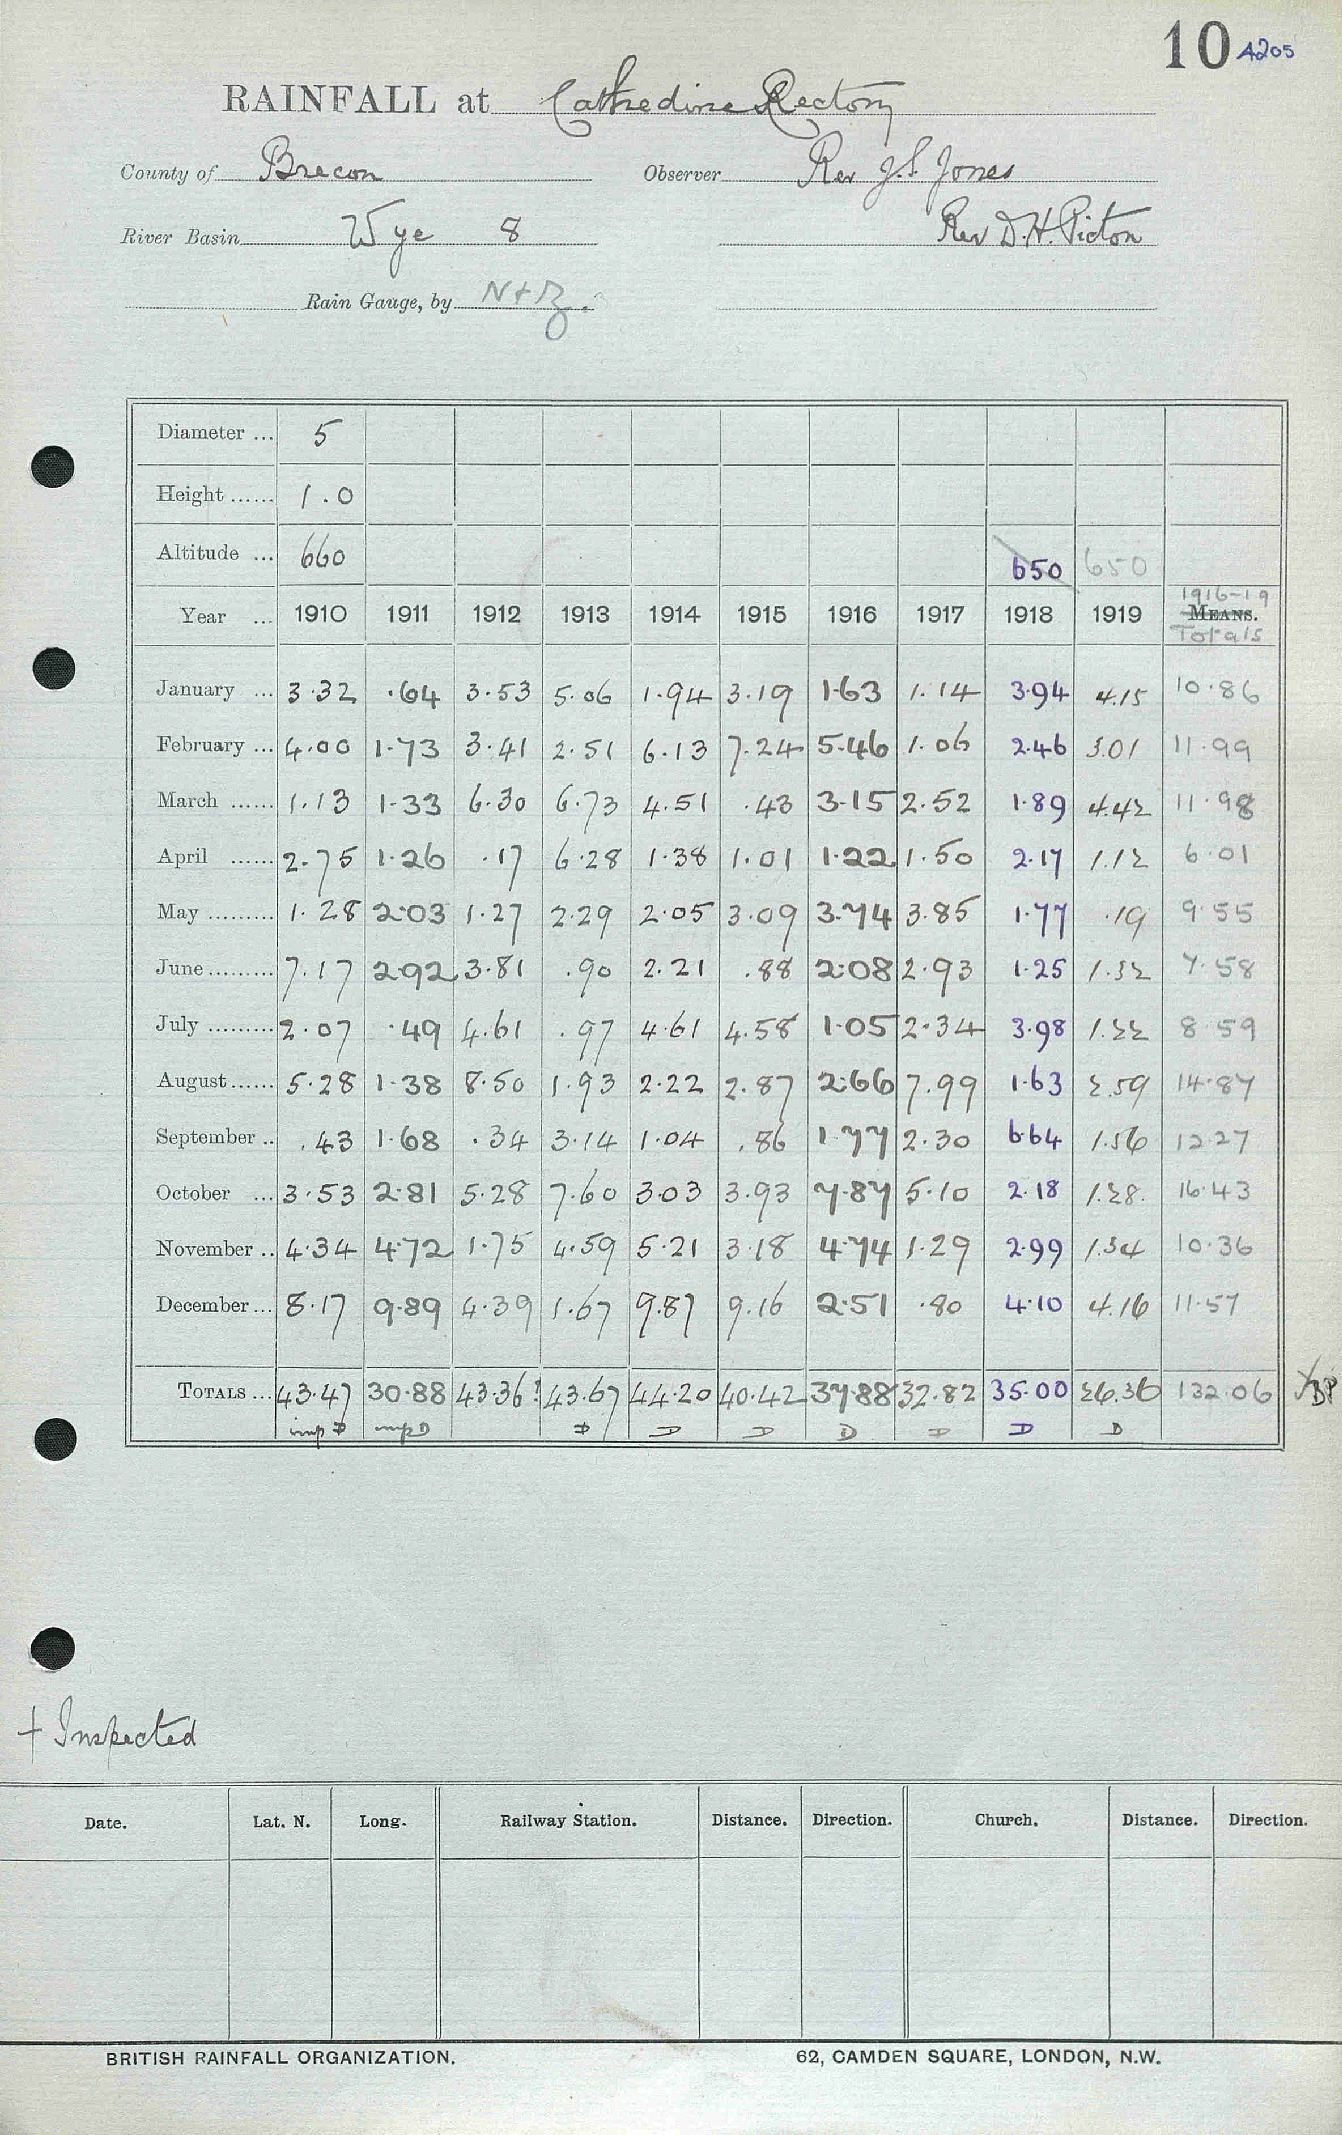 10 A205
RAINFALL at Cathedine Rectory
County of Brecon Observer Rev J.S. Jones
River Basin Wye 8 Rev D.H. Picton
Rain Gauge, by N+Z.
Diameter ... 5
Height ...... 1.0
Altitude ... 660 650 650
1916-19
Year ... 1910 1911 1912 1913 1914 1915 1916 1917 1918 1919 MEANS.
Totals
January ... 3.32 .64 3.53 5.06 1.94 3.19 1.63 1.14 3.94 4.15 10.86
February ... 4.00 1.73 3.41 2.51 6.13 7.24 5.46 1.06 2.46 3.01 11.99
March ...... 1.13 1.33 6.30 6.73 4.51 .43 3.15 2.52 1.89 4.42 11.98
April ...... 2.75 1.26 .17 6.28 1.38 1.01 1.22 1.50 2.17 1.12 6.01
May ......... 1.28 2.03 1.27 2.29 2.05 3.09 3.74 3.85 1.77 .19 9.55
June ......... 7.17 2.92 3.81 .90 2.21 .88 2.08 2.93 1.25 1.32 7.58
July ......... 2.07 .49 4.61 .97 4.61 4.58 1.05 2.34 3.98 1.22 8.59
August ...... 5.28 1.38 8.50 1.93 2.22 2.87 2.66 7.99 1.63 2.59 14.87
September .. .43 1.68 .34 3.14 1.04 .86 1.77 2.30 6.64 1.56 12.27
October ... 3.53 2.81 5.28 7.60 3.03 3.93 7.87 5.10 2.18 1.28. 16.43
November .. 4.34 4.72 1.75 4.59 5.21 3.18 4.74 1.29 2.99 1.34 10.36
December ... 8.17 9.89 4.39 1.67 9.87 9.16 2.51 .80 4.10 4.16 11.57
TOTALS ... 43.47 30.88 43.36! 43.67 44.20 40.42 37.88 32.82 35.00 26.36 132.06 DP
imp D imp D D D D D D D D
+ Inspected
Date. Lat. N. Long. Railway Station. Distance. Direction. Church. Distance. Direction.
BRITISH RAINFALL ORGANIZATION. 62, CAMDEN SQUARE, LONDON, N.W.